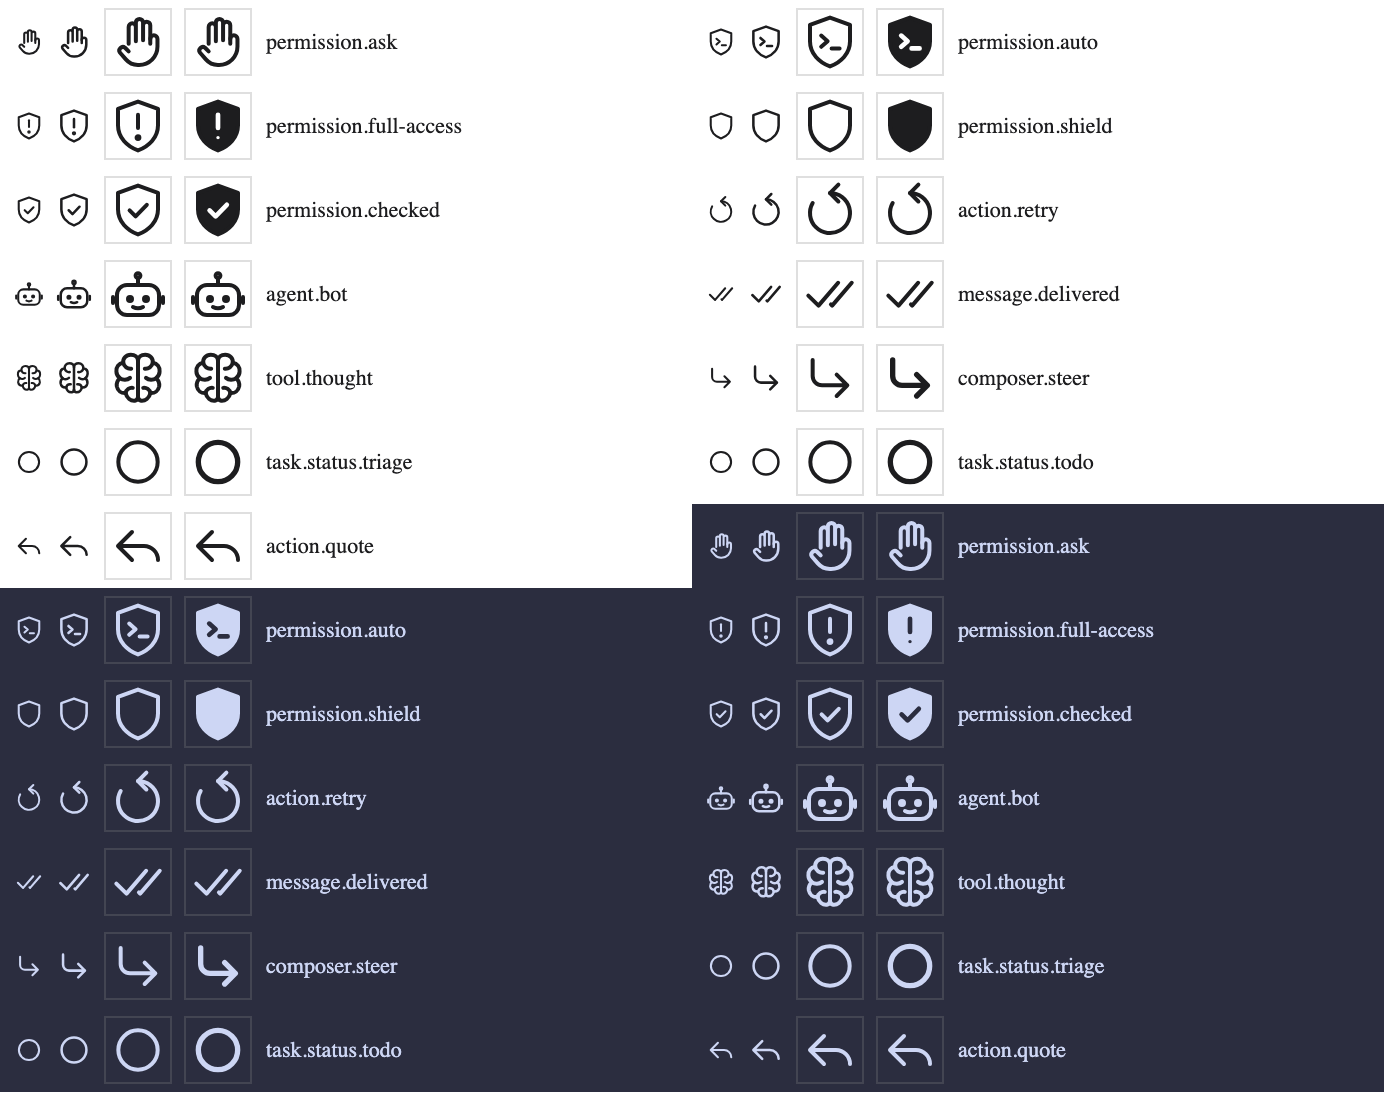 permission.ask
permission.auto
permission.full-access
permission.shield
permission.checked
action.retry
agent.bot
message.delivered
tool.thought
composer.steer
task.status.triage
task.status.todo
action.quote
permission.ask
permission.auto
permission.full-access
permission.shield
permission.checked
action.retry
agent.bot
message.delivered
tool.thought
composer.steer
task.status.triage
task.status.todo
action.quote